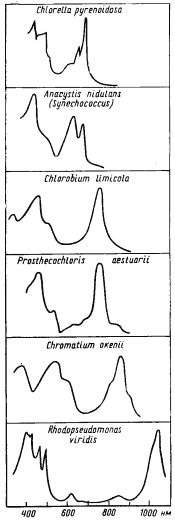 Chlorella pyrenoidosa
Anacystis nidulans
(Synechococcus)
Chlorobium limicola
Prosthecochloris aestuarii
Chromatium okenii
Rhodopseudomonas
viridis
400 600 800 1000 нм